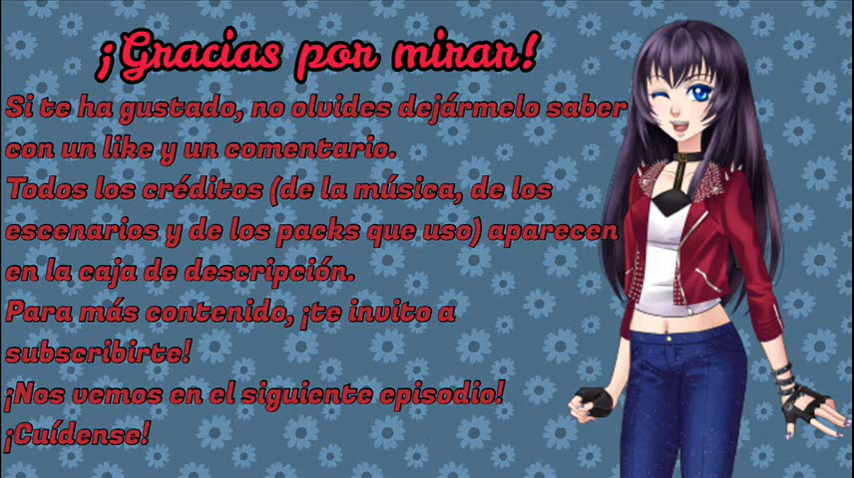 ¡Gracias por mirar!
Si te ha gustado, no olvides dejármelo saber
con un like y un comentario.
Todos los créditos (de la música, de los
escenarios y de los packs que uso) aparecen
en la caja de descripción.
Para más contenido, ¡te invito a
subscribirte!
¡Nos vemos en el siguiente episodio!
¡Cuídense!